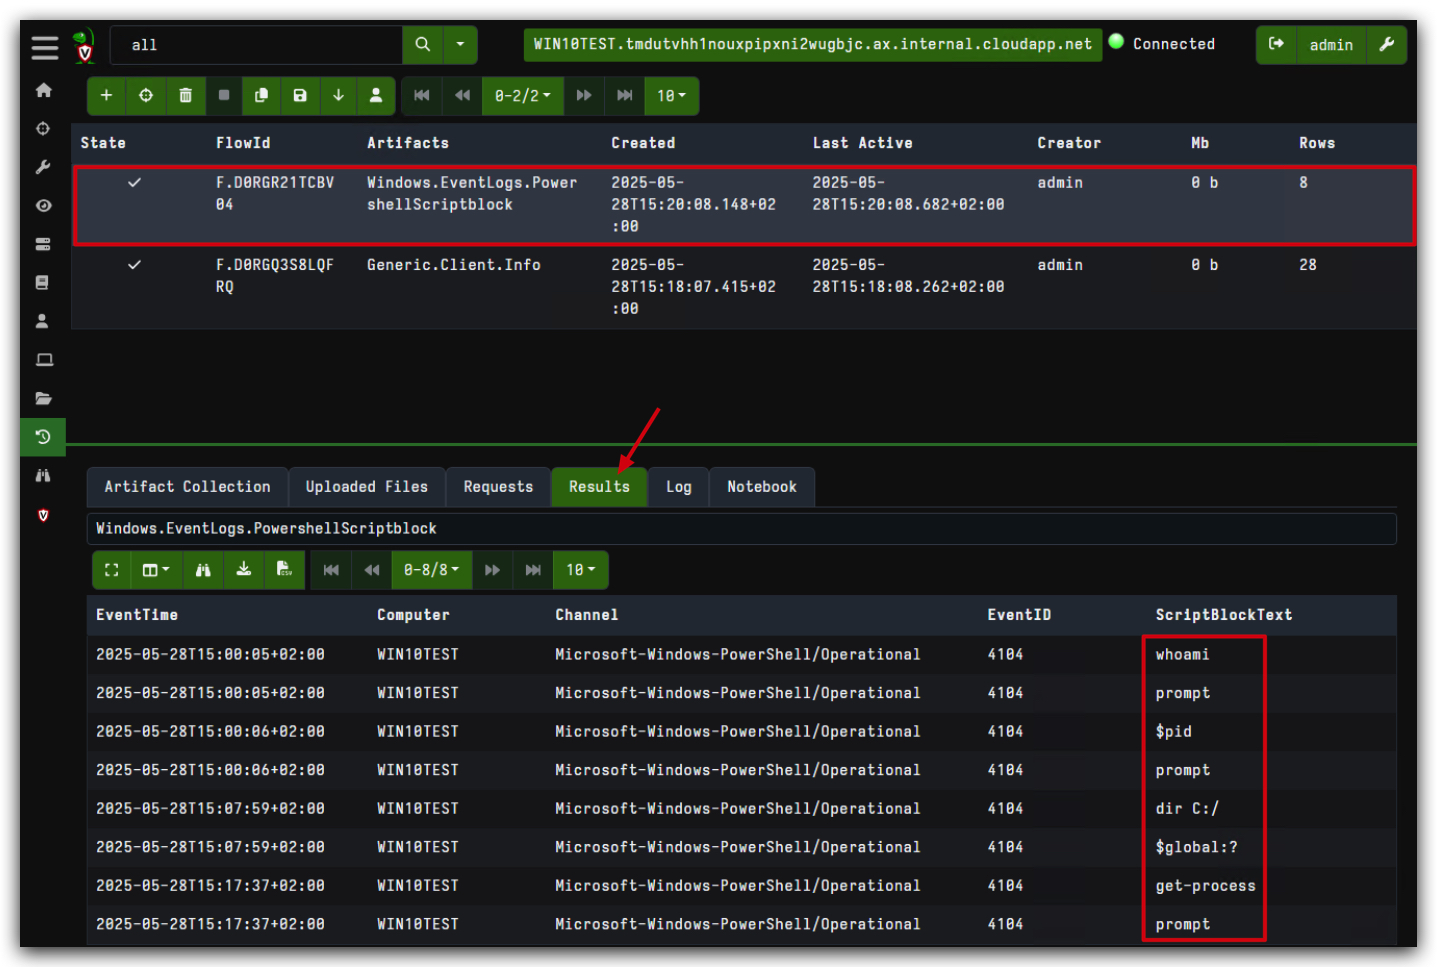 all
WIN10TEST.tmdutvhh1nouxpipxni2wugbjc.ax.internal.cloudapp.net
Connected
admin
0-2/2
10
State FlowId Artifacts Created Last Active Creator Mb Rows
F.D0RGR21TCBV Windows.EventLogs.Power 2025-05- 2025-05- admin 0 b 8
04 shellScriptblock 28T15:20:08.148+02 28T15:20:08.682+02:00
:00
F.D0RGQ3S8LQF Generic.Client.Info 2025-05- 2025-05- admin 0 b 28
RQ 28T15:18:07.415+02 28T15:18:08.262+02:00
:00
Artifact Collection Uploaded Files Requests Results Log Notebook
Windows.EventLogs.PowershellScriptblock
CSV
0-8/8
10
EventTime Computer Channel EventID ScriptBlockText
2025-05-28T15:00:05+02:00 WIN10TEST Microsoft-Windows-PowerShell/Operational 4104 whoami
2025-05-28T15:00:05+02:00 WIN10TEST Microsoft-Windows-PowerShell/Operational 4104 prompt
2025-05-28T15:00:06+02:00 WIN10TEST Microsoft-Windows-PowerShell/Operational 4104 $pid
2025-05-28T15:00:06+02:00 WIN10TEST Microsoft-Windows-PowerShell/Operational 4104 prompt
2025-05-28T15:07:59+02:00 WIN10TEST Microsoft-Windows-PowerShell/Operational 4104 dir C:/
2025-05-28T15:07:59+02:00 WIN10TEST Microsoft-Windows-PowerShell/Operational 4104 $global:?
2025-05-28T15:17:37+02:00 WIN10TEST Microsoft-Windows-PowerShell/Operational 4104 get-process
2025-05-28T15:17:37+02:00 WIN10TEST Microsoft-Windows-PowerShell/Operational 4104 prompt